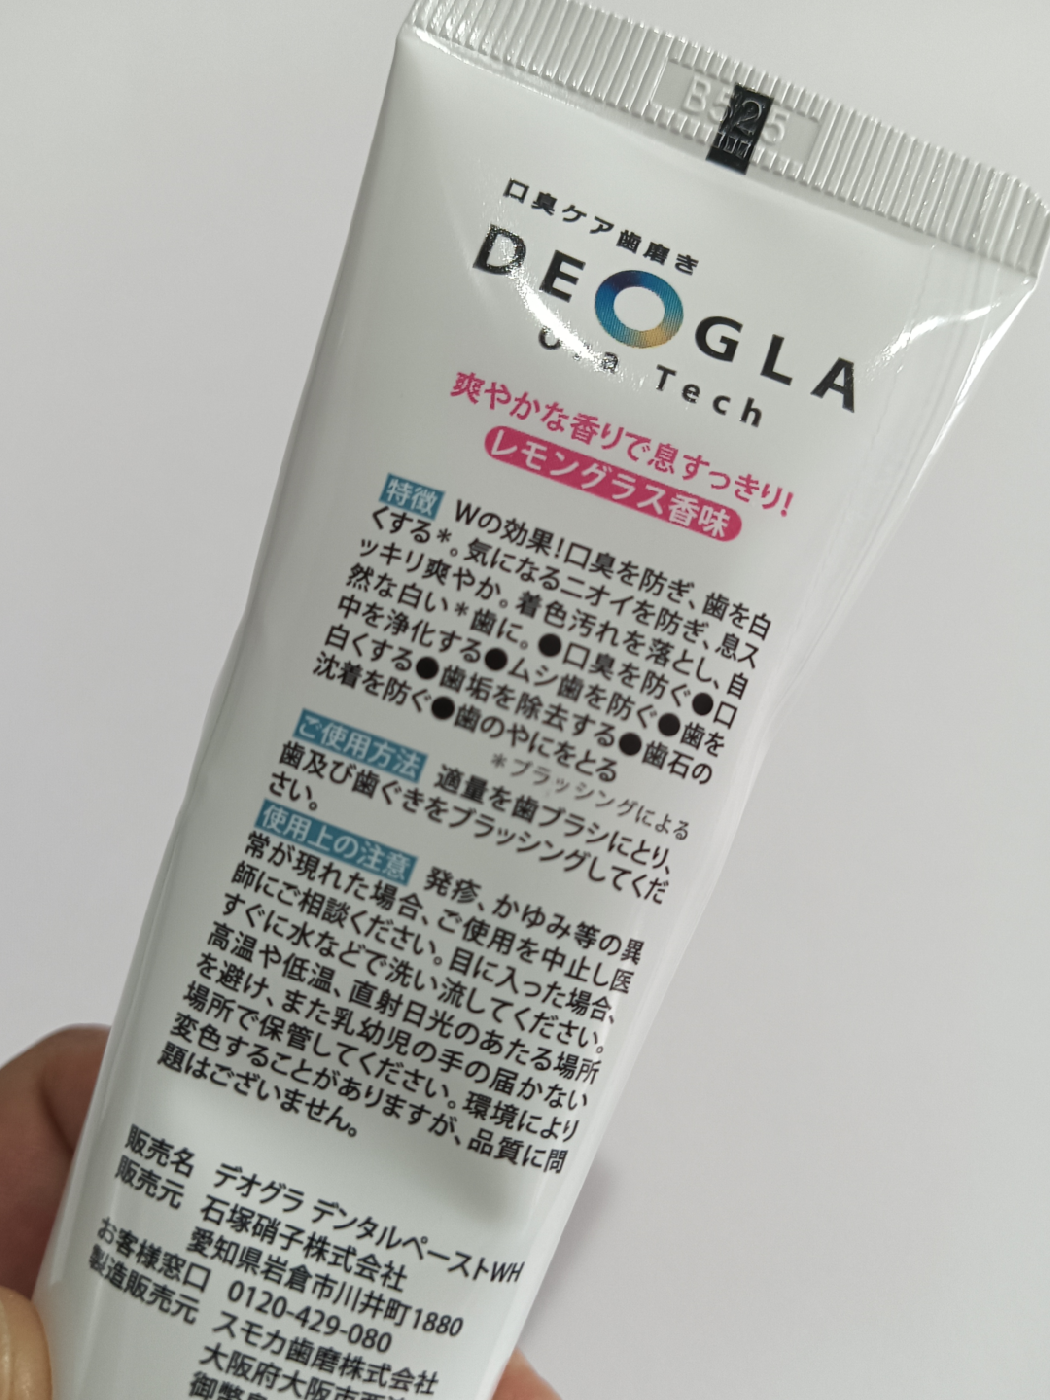 B525
口臭ケア歯磨き
DEOGLA
Ora Tech
爽やかな香りで息すっきり!
レモングラス香味
特徴 Wの効果!口臭を防ぎ、歯を白
くする*。気になるニオイを防ぎ、息ス
ッキリ爽やか。着色汚れを落とし、自
然な白い*歯に。●口臭を防ぐ●口
中を浄化する●ムシ歯を防ぐ●歯を
白くする●歯垢を除去する●歯石の
沈着を防ぐ●歯のやにをとる
*ブラッシングによる
ご使用方法 適量を歯ブラシにとり、
歯及び歯ぐきをブラッシングしてくだ
さい。
使用上の注意 発疹、かゆみ等の異
常が現れた場合、ご使用を中止し医
師にご相談ください。目に入った場合、
すぐに水などで洗い流してください。
高温や低温、直射日光のあたる場所
を避け、また乳幼児の手の届かない
場所で保管してください。環境により
変色することがありますが、品質に問
題はございません。
販売名 デオグラ デンタルペーストWH
販売元 石塚硝子株式会社
愛知県岩倉市川井町1880
お客様窓口 0120-429-080
製造販売元 スモカ歯磨株式会社
大阪府大阪市西
御幣島